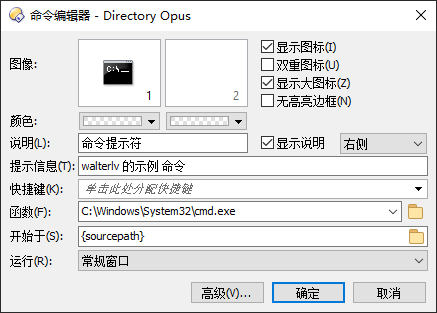 命令编辑器 - Directory Opus
图像:
C:\_
1
2
显示图标(I)
双重图标(U)
显示大图标(Z)
无高亮边框(N)
颜色:
说明(L): 命令提示符 显示说明 右侧
提示信息(T): walterlv 的示例 命令
快捷键(K): 单击此处分配快捷键
函数(F): C:\Windows\System32\cmd.exe
开始于(S): {sourcepath}
运行(R): 常规窗口
高级(V)... 确定 取消